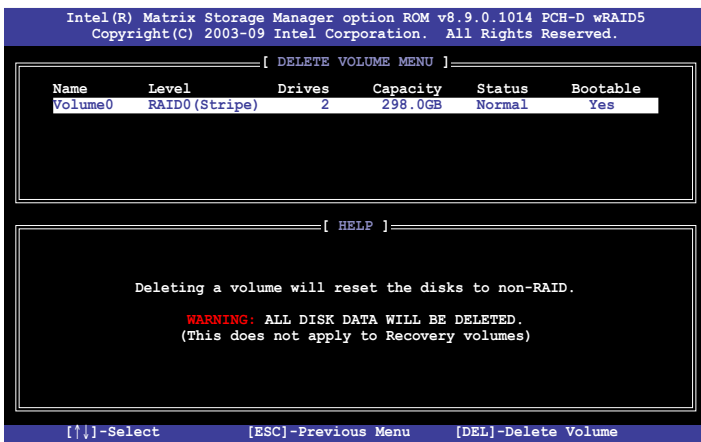 Intel(R) Matrix Storage Manager option ROM v8.9.0.1014 PCH-D wRAID5
Copyright(C) 2003-09 Intel Corporation. All Rights Reserved.
[ DELETE VOLUME MENU ]
Name Level Drives Capacity Status Bootable
Volume0 RAID0(Stripe) 2 298.0GB Normal Yes
[ HELP ]
Deleting a volume will reset the disks to non-RAID.
WARNING: ALL DISK DATA WILL BE DELETED.
(This does not apply to Recovery volumes)
[↑↓]-Select [ESC]-Previous Menu [DEL]-Delete Volume